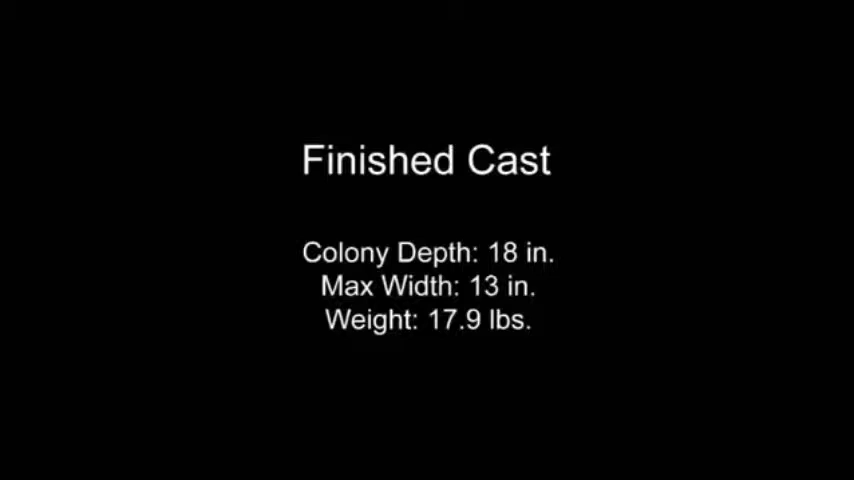 Finished Cast
Colony Depth: 18 in.
Max Width: 13 in.
Weight: 17.9 lbs.